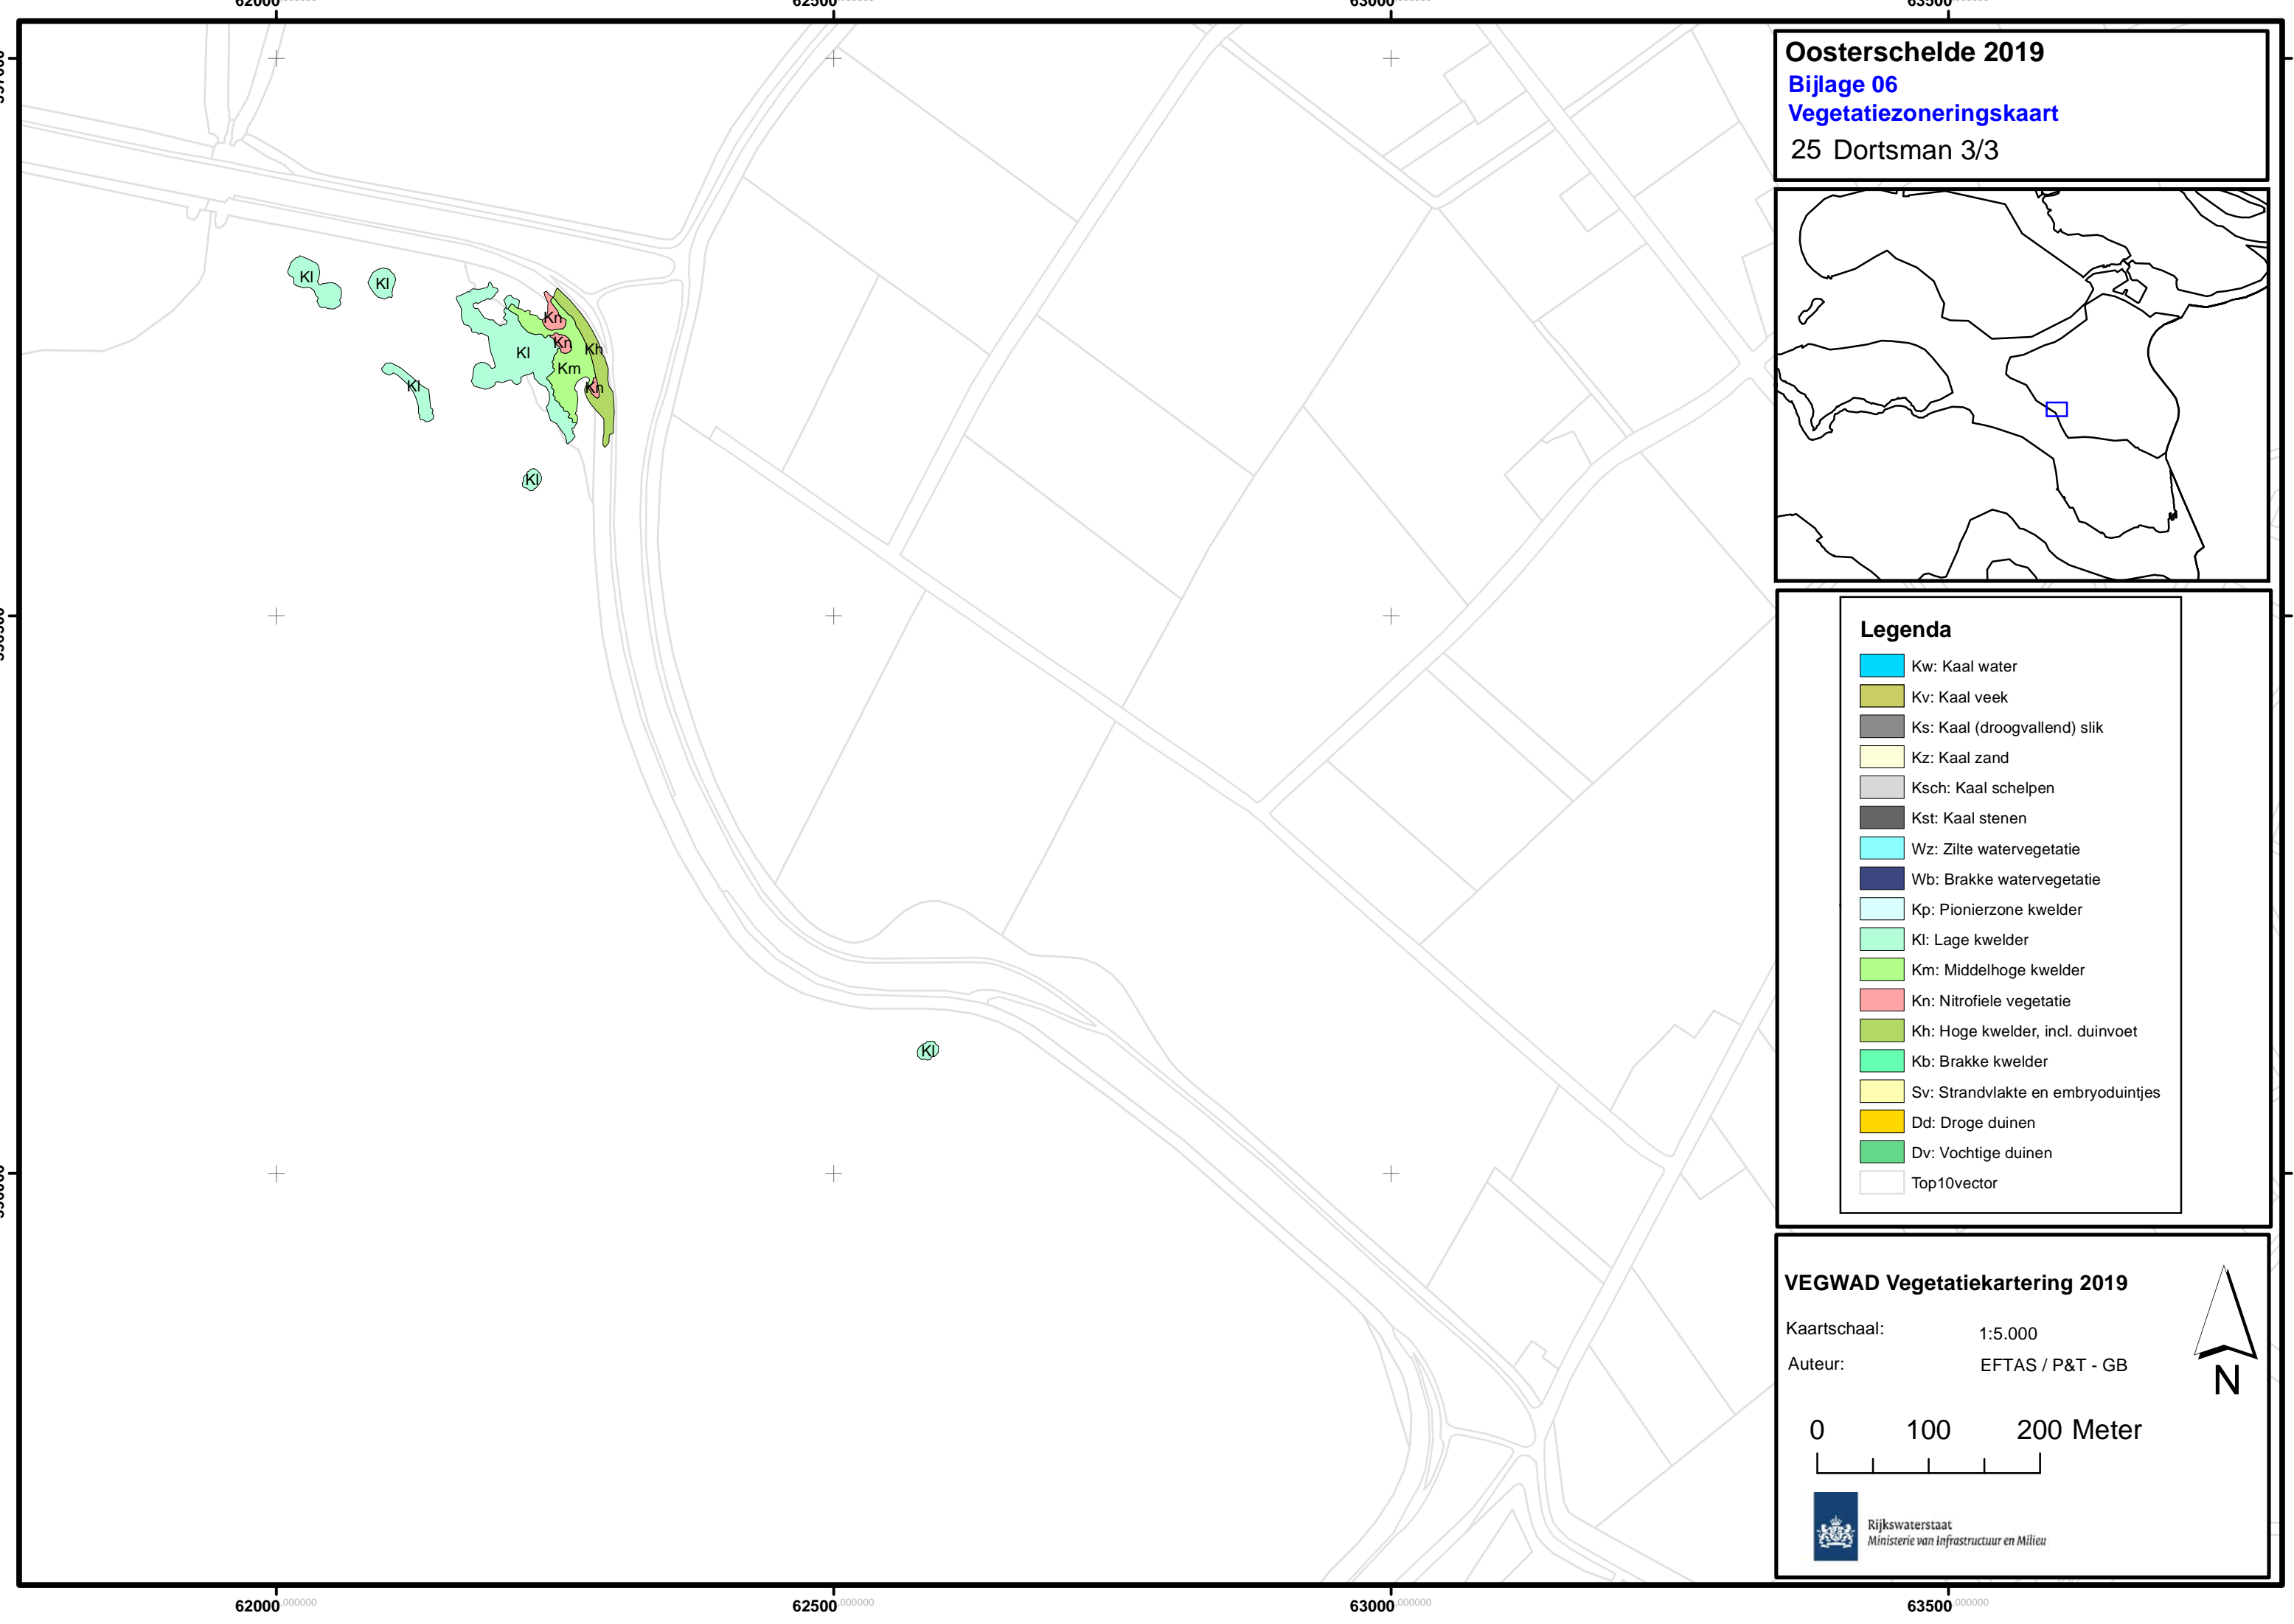 62000 62500 63000 63500
Oosterschelde 2019
Bijlage 06
Vegetatiezoneringskaart
25 Dortsman 3/3
Kl
Kl
Kn
Kn
Kh
Kl
Km
Kl
Kn
Kl
Kl
Legenda
Kw: Kaal water
Kv: Kaal veek
Ks: Kaal (droogvallend) slik
Kz: Kaal zand
Ksch: Kaal schelpen
Kst: Kaal stenen
Wz: Zilte watervegetatie
Wb: Brakke watervegetatie
Kp: Pionierzone kwelder
Kl: Lage kwelder
Km: Middelhoge kwelder
Kn: Nitrofiele vegetatie
Kh: Hoge kwelder, incl. duinvoet
Kb: Brakke kwelder
Sv: Strandvlakte en embryoduintjes
Dd: Droge duinen
Dv: Vochtige duinen
Top10vector
VEGWAD Vegetatiekartering 2019
Kaartschaal: 1:5.000
Auteur: EFTAS / P&T - GB
N
0 100 200 Meter
Rijkswaterstaat
Ministerie van Infrastructuur en Milieu
62000.000000 62500.000000 63000.000000 63500.000000